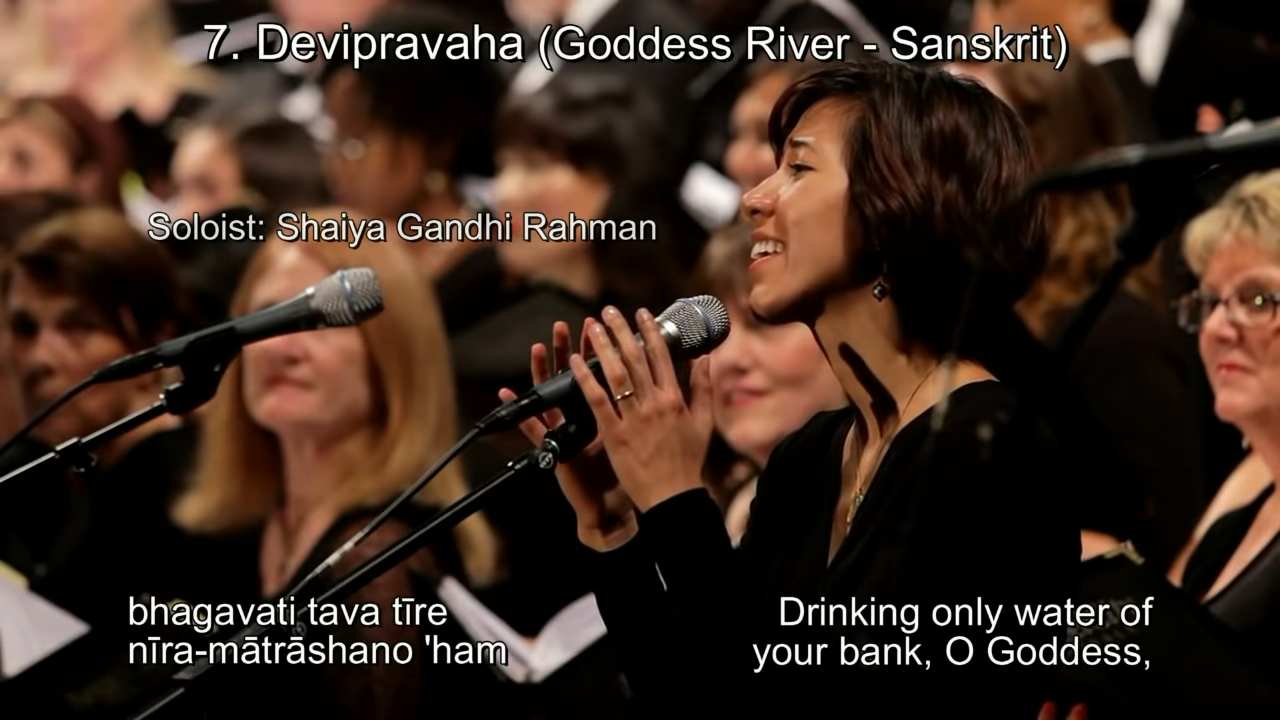 7. Devipravaha (Goddess River - Sanskrit)
Soloist: Shaiya Gandhi Rahman
bhagavati tava tīre
nīra-mātrāshano 'ham
Drinking only water of
your bank, O Goddess,